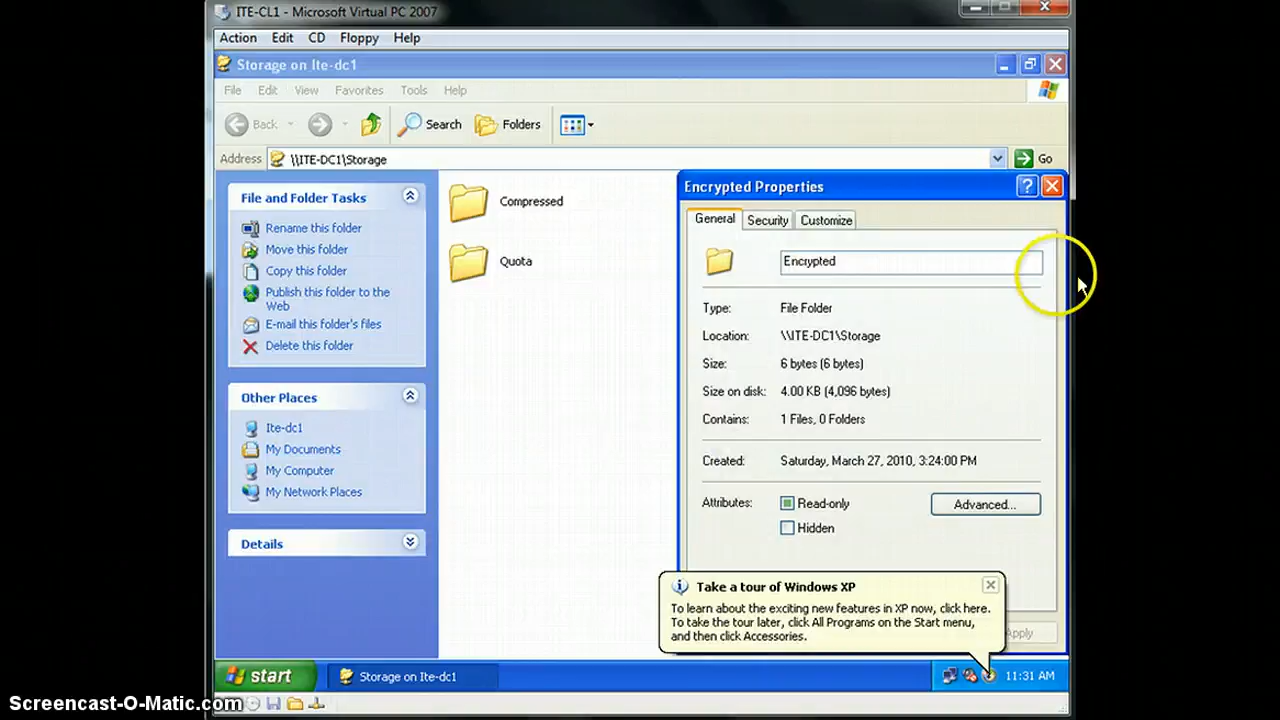 ITE-CL1 - Microsoft Virtual PC 2007
Action Edit CD Floppy Help
Storage on Ite-dc1
File Edit View Favorites Tools Help
Back Search Folders
Address \\ITE-DC1\Storage Go
File and Folder Tasks
Rename this folder
Move this folder
Copy this folder
Publish this folder to the
Web
E-mail this folder's files
Delete this folder
Other Places
Ite-dc1
My Documents
My Computer
My Network Places
Details
Compressed
Quota
Encrypted Properties
General Security Customize
Encrypted
Type: File Folder
Location: \\ITE-DC1\Storage
Size: 6 bytes (6 bytes)
Size on disk: 4.00 KB (4,096 bytes)
Contains: 1 Files, 0 Folders
Created: Saturday, March 27, 2010, 3:24:00 PM
Attributes: Read-only Advanced...
Hidden
Take a tour of Windows XP
To learn about the exciting new features in XP now, click here.
To take the tour later, click All Programs on the Start menu,
and then click Accessories.
Apply
start Storage on Ite-dc1 11:31 AM
Screencast-O-Matic.com